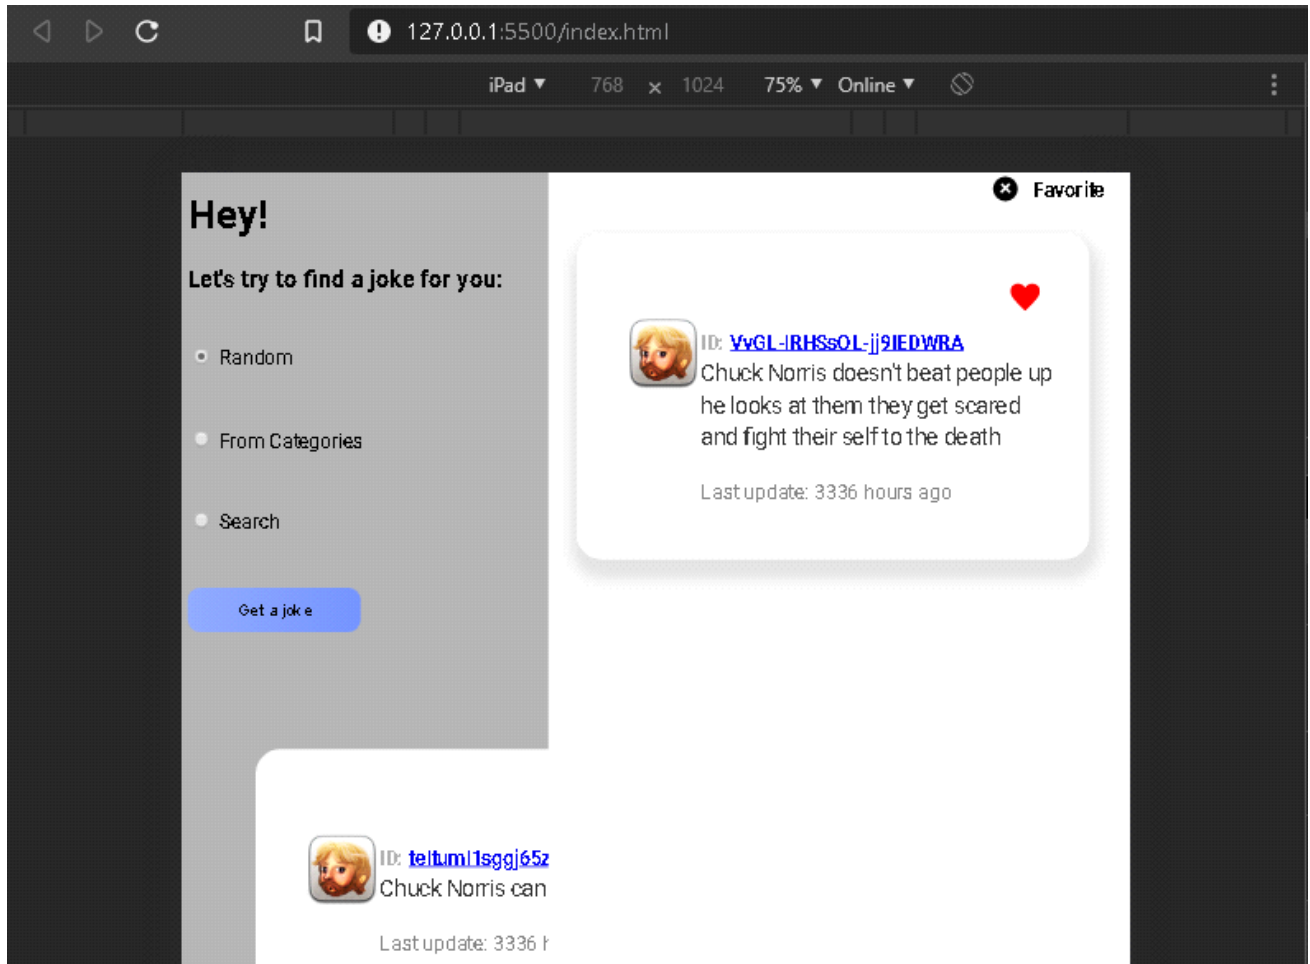 127.0.0.1:5500/index.html
iPad ▼ 768 × 1024 75% ▼ Online ▼
Hey!
Let's try to find a joke for you:
Random
From Categories
Search
Get a joke
Favorite
ID: VvGL-lRHSsOL-jj9lEDWRA
Chuck Norris doesn't beat people up
he looks at them they get scared
and fight their self to the death
Last update: 3336 hours ago
ID: teltuml1sggj65z
Chuck Norris can
Last update: 3336 h